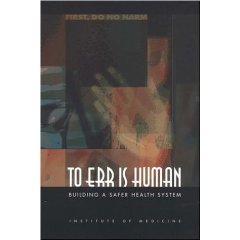 FIRST, DO NO HARM
TO ERR IS HUMAN
BUILDING A SAFER HEALTH SYSTEM
INSTITUTE OF MEDICINE